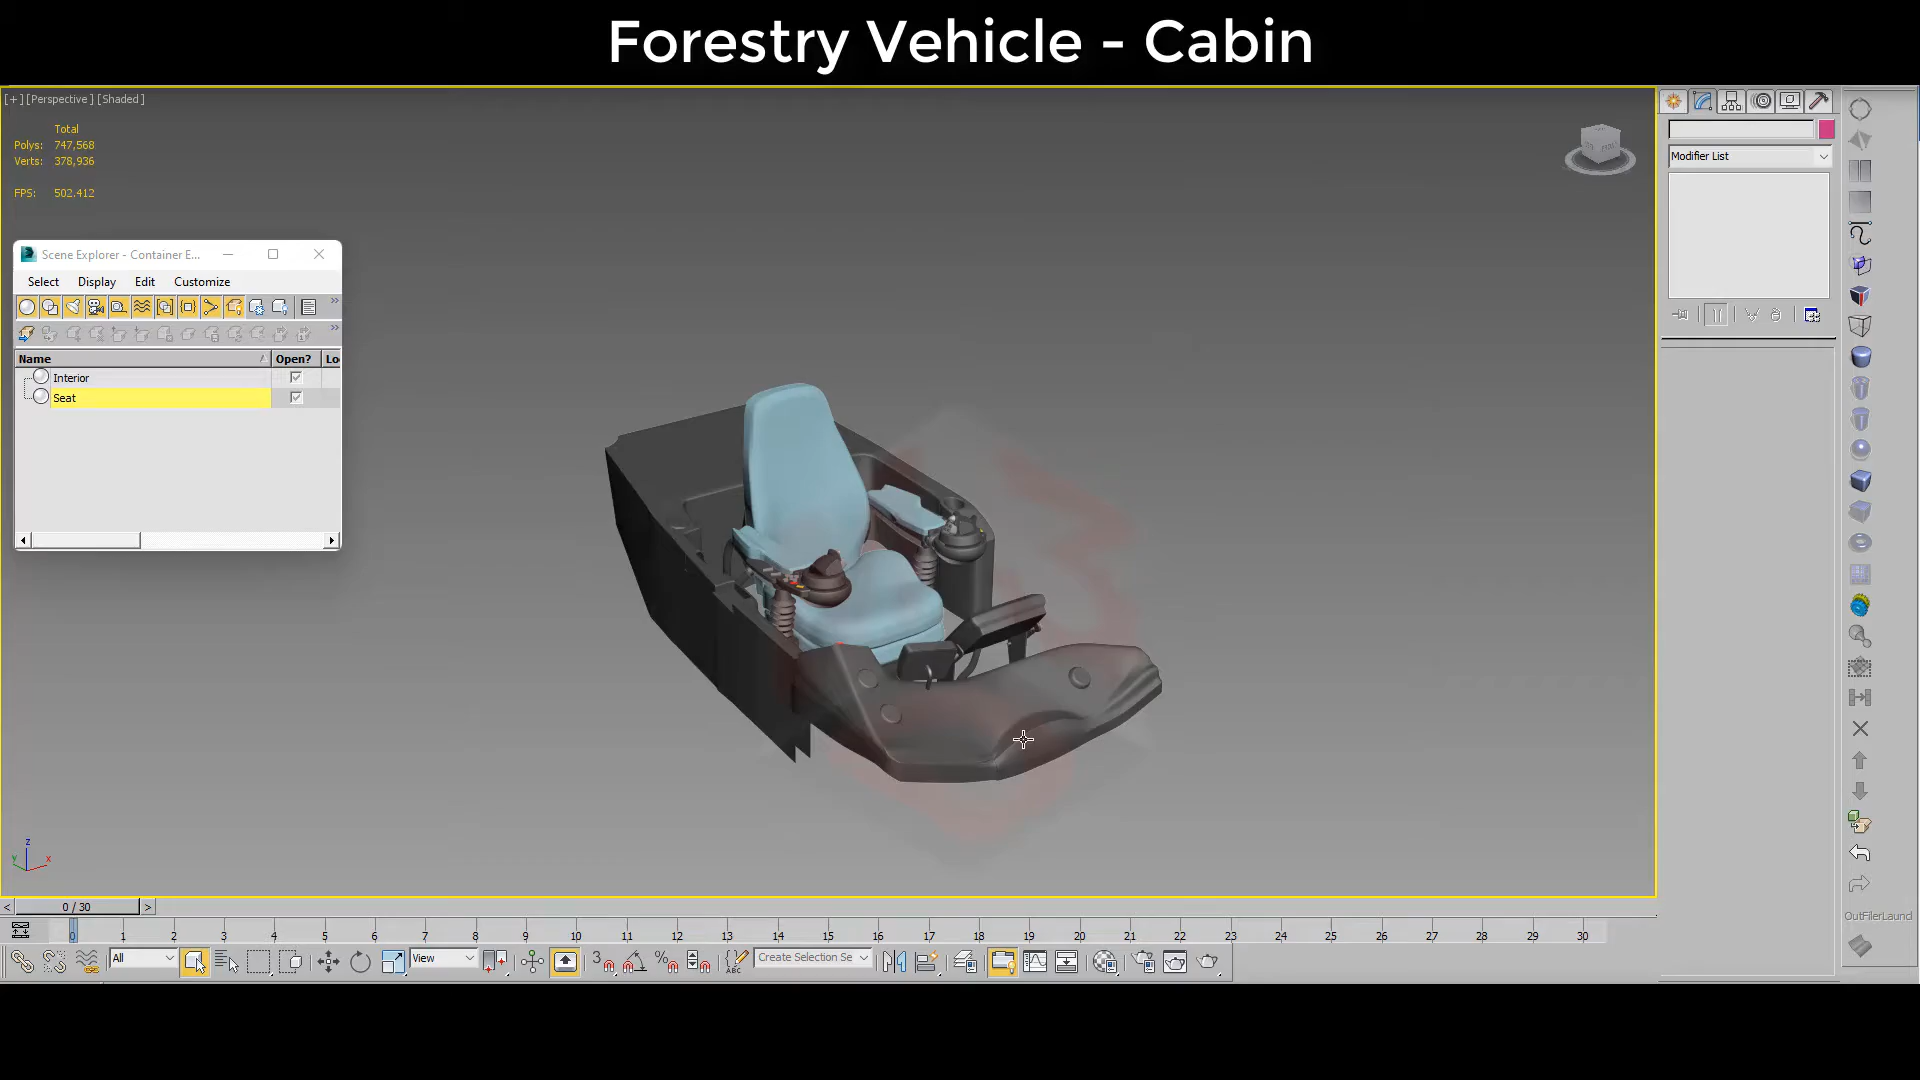 Forestry Vehicle - Cabin
[+] [Perspective] [Shaded]
Total
Polys: 747,568
Verts: 378,936
FPS: 502.412
Scene Explorer - Container E...
Select Display Edit Customize
Name Open? Lo
Interior
Seat
Modifier List
z
y x
< 0 / 30 >
0 1 2 3 4 5 6 7 8 9 10 11 12 13 14 15 16 17 18 19 20 21 22 23 24 25 26 27 28 29 30
All View 3 % ABC Create Selection Se
OutFilerLaund